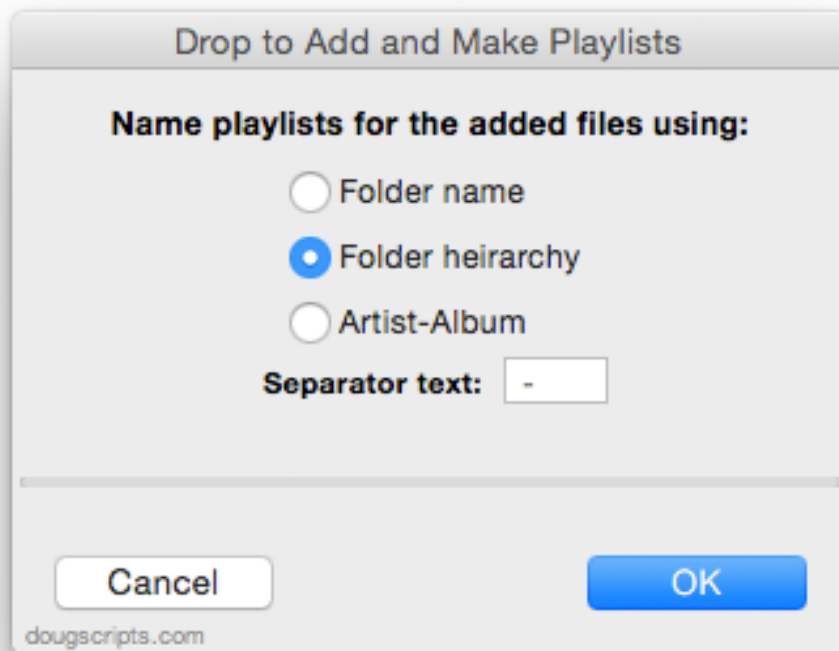 Drop to Add and Make Playlists
Name playlists for the added files using:
Folder name
Folder heirarchy
Artist-Album
Separator text: -
Cancel OK
dougscripts.com